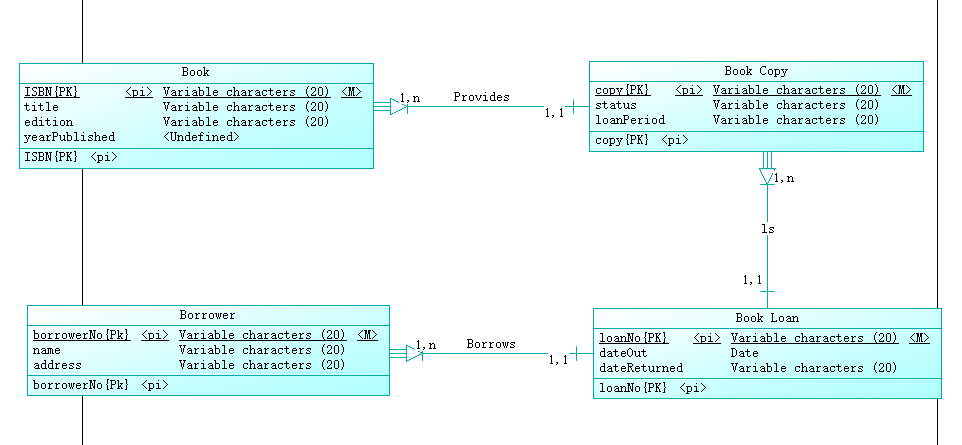 Book
ISBN{PK} <pi> Variable characters (20) <M>
title Variable characters (20)
edition Variable characters (20)
yearPublished <Undefined>
ISBN{PK} <pi>
1,n
Provides
1,1
Book Copy
copy{PK} <pi> Variable characters (20) <M>
status Variable characters (20)
loanPeriod Variable characters (20)
copy{PK} <pi>
1,n
ls
1,1
Borrower
borrowerNo{Pk} <pi> Variable characters (20) <M>
name Variable characters (20)
address Variable characters (20)
borrowerNo{Pk} <pi>
1,n
Borrows
1,1
Book Loan
loanNo{PK} <pi> Variable characters (20) <M>
dateOut Date
dateReturned Variable characters (20)
loanNo{PK} <pi>